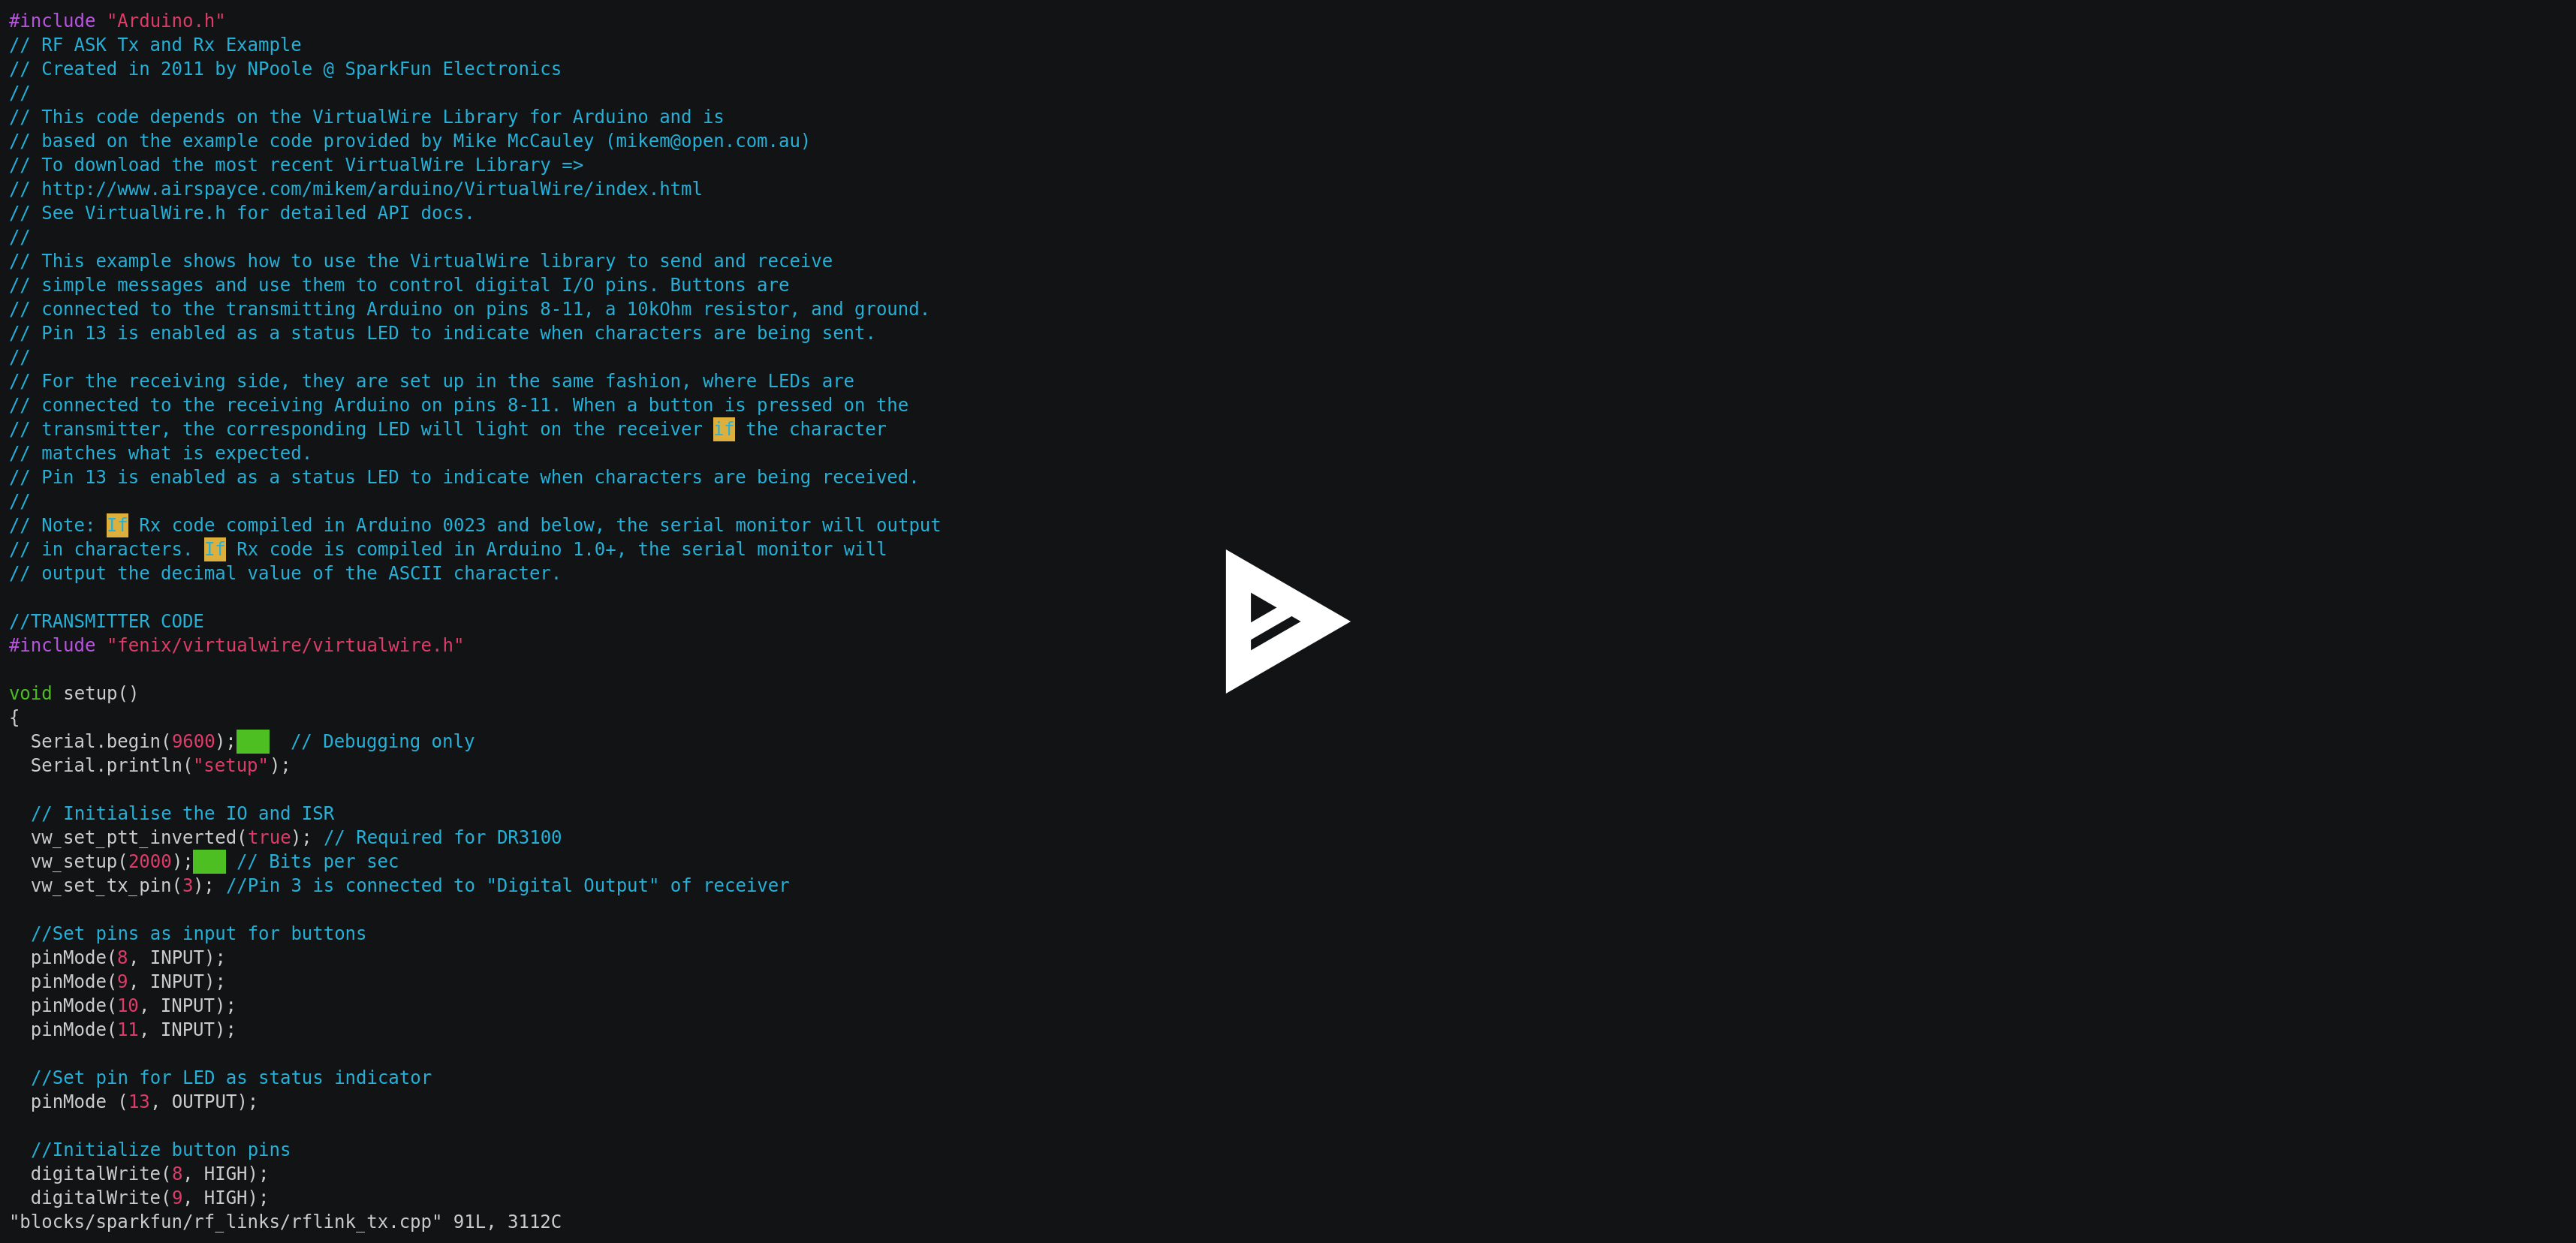 #include "Arduino.h"
// RF ASK Tx and Rx Example
// Created in 2011 by NPoole @ SparkFun Electronics
//
// This code depends on the VirtualWire Library for Arduino and is
// based on the example code provided by Mike McCauley (mikem@open.com.au)
// To download the most recent VirtualWire Library =>
// http://www.airspayce.com/mikem/arduino/VirtualWire/index.html
// See VirtualWire.h for detailed API docs.
//
// This example shows how to use the VirtualWire library to send and receive
// simple messages and use them to control digital I/O pins. Buttons are
// connected to the transmitting Arduino on pins 8-11, a 10kOhm resistor, and ground.
// Pin 13 is enabled as a status LED to indicate when characters are being sent.
//
// For the receiving side, they are set up in the same fashion, where LEDs are
// connected to the receiving Arduino on pins 8-11. When a button is pressed on the
// transmitter, the corresponding LED will light on the receiver if the character
// matches what is expected.
// Pin 13 is enabled as a status LED to indicate when characters are being received.
//
// Note: If Rx code compiled in Arduino 0023 and below, the serial monitor will output
// in characters. If Rx code is compiled in Arduino 1.0+, the serial monitor will
// output the decimal value of the ASCII character.

//TRANSMITTER CODE
#include "fenix/virtualwire/virtualwire.h"

void setup()
{
  Serial.begin(9600);     // Debugging only
  Serial.println("setup");

  // Initialise the IO and ISR
  vw_set_ptt_inverted(true); // Required for DR3100
  vw_setup(2000);    // Bits per sec
  vw_set_tx_pin(3); //Pin 3 is connected to "Digital Output" of receiver

  //Set pins as input for buttons
  pinMode(8, INPUT);
  pinMode(9, INPUT);
  pinMode(10, INPUT);
  pinMode(11, INPUT);

  //Set pin for LED as status indicator
  pinMode (13, OUTPUT);

  //Initialize button pins
  digitalWrite(8, HIGH);
  digitalWrite(9, HIGH);
"blocks/sparkfun/rf_links/rflink_tx.cpp" 91L, 3112C